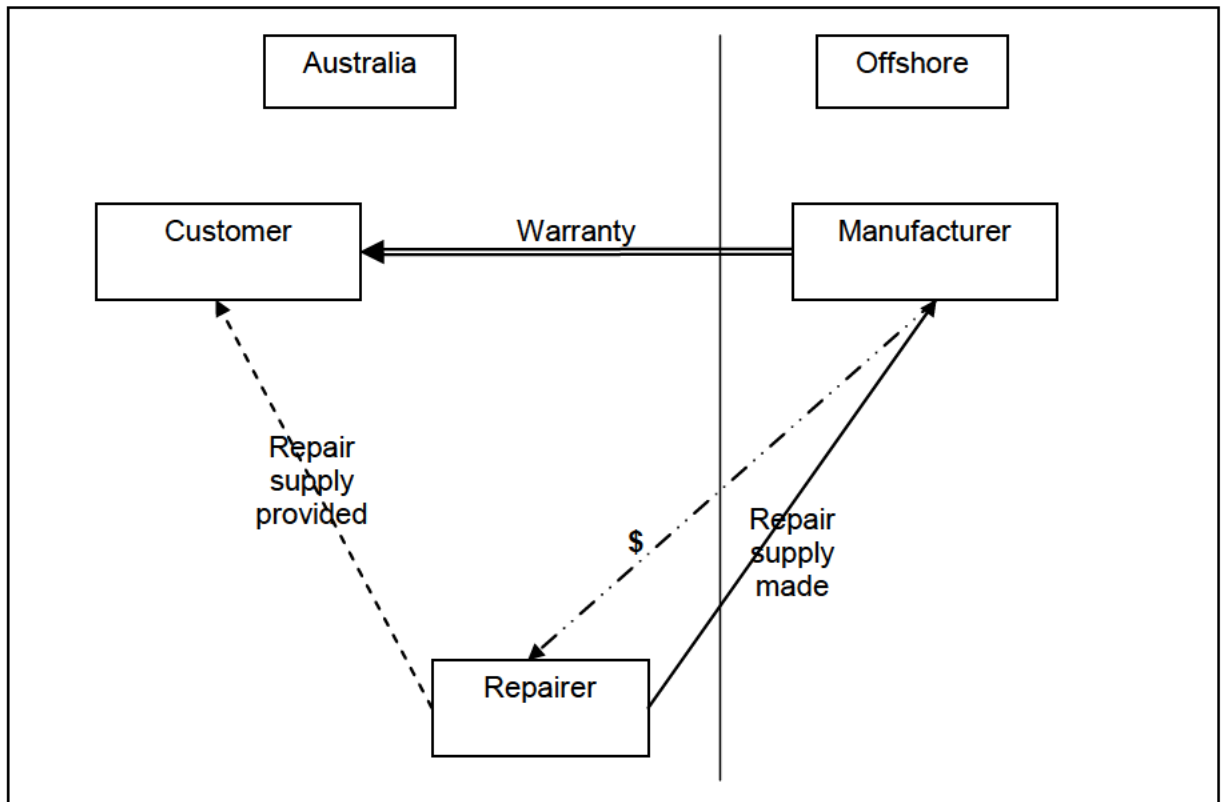 Australia
Offshore
Customer
Warranty
Manufacturer
Repair
supply
provided
$
Repair
supply
made
Repairer